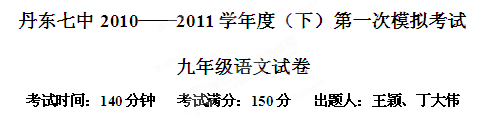 丹东七中 2010——2011 学年度（下）第一次模拟考试
九年级语文试卷
考试时间：140 分钟 考试满分：150 分 出题人：王颖、丁大伟